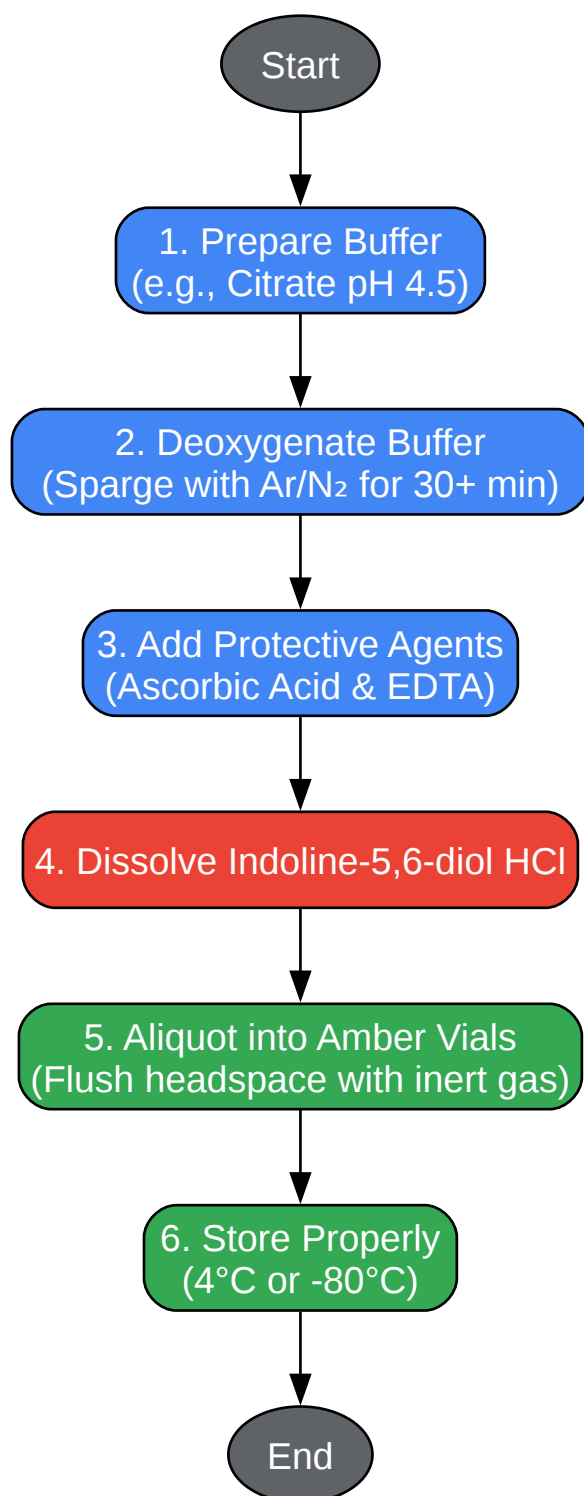 Start
1. Prepare Buffer
(e.g., Citrate pH 4.5)
2. Deoxygenate Buffer
(Sparge with Ar/N₂ for 30+ min)
3. Add Protective Agents
(Ascorbic Acid & EDTA)
4. Dissolve Indoline-5,6-diol HCl
5. Aliquot into Amber Vials
(Flush headspace with inert gas)
6. Store Properly
(4°C or -80°C)
End